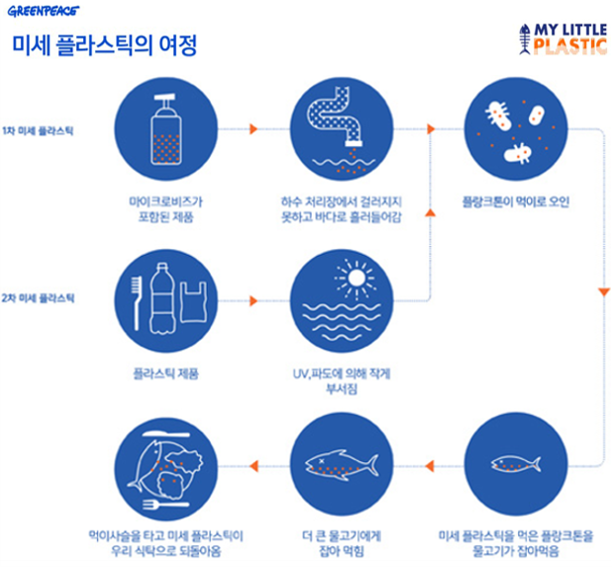 GREENPEACE
MY LITTLE
PLASTIC
미세 플라스틱의 여정
1차 미세 플라스틱
마이크로비즈가
포함된 제품
하수 처리장에서 걸러지지
못하고 바다로 흘러들어감
플랑크톤이 먹이로 오인
2차 미세 플라스틱
플라스틱 제품
UV,파도에 의해 작게
부서짐
먹이사슬을 타고 미세 플라스틱이
우리 식탁으로 되돌아옴
더 큰 물고기에게
잡아 먹힘
미세 플라스틱을 먹은 플랑크톤을
물고기가 잡아먹음